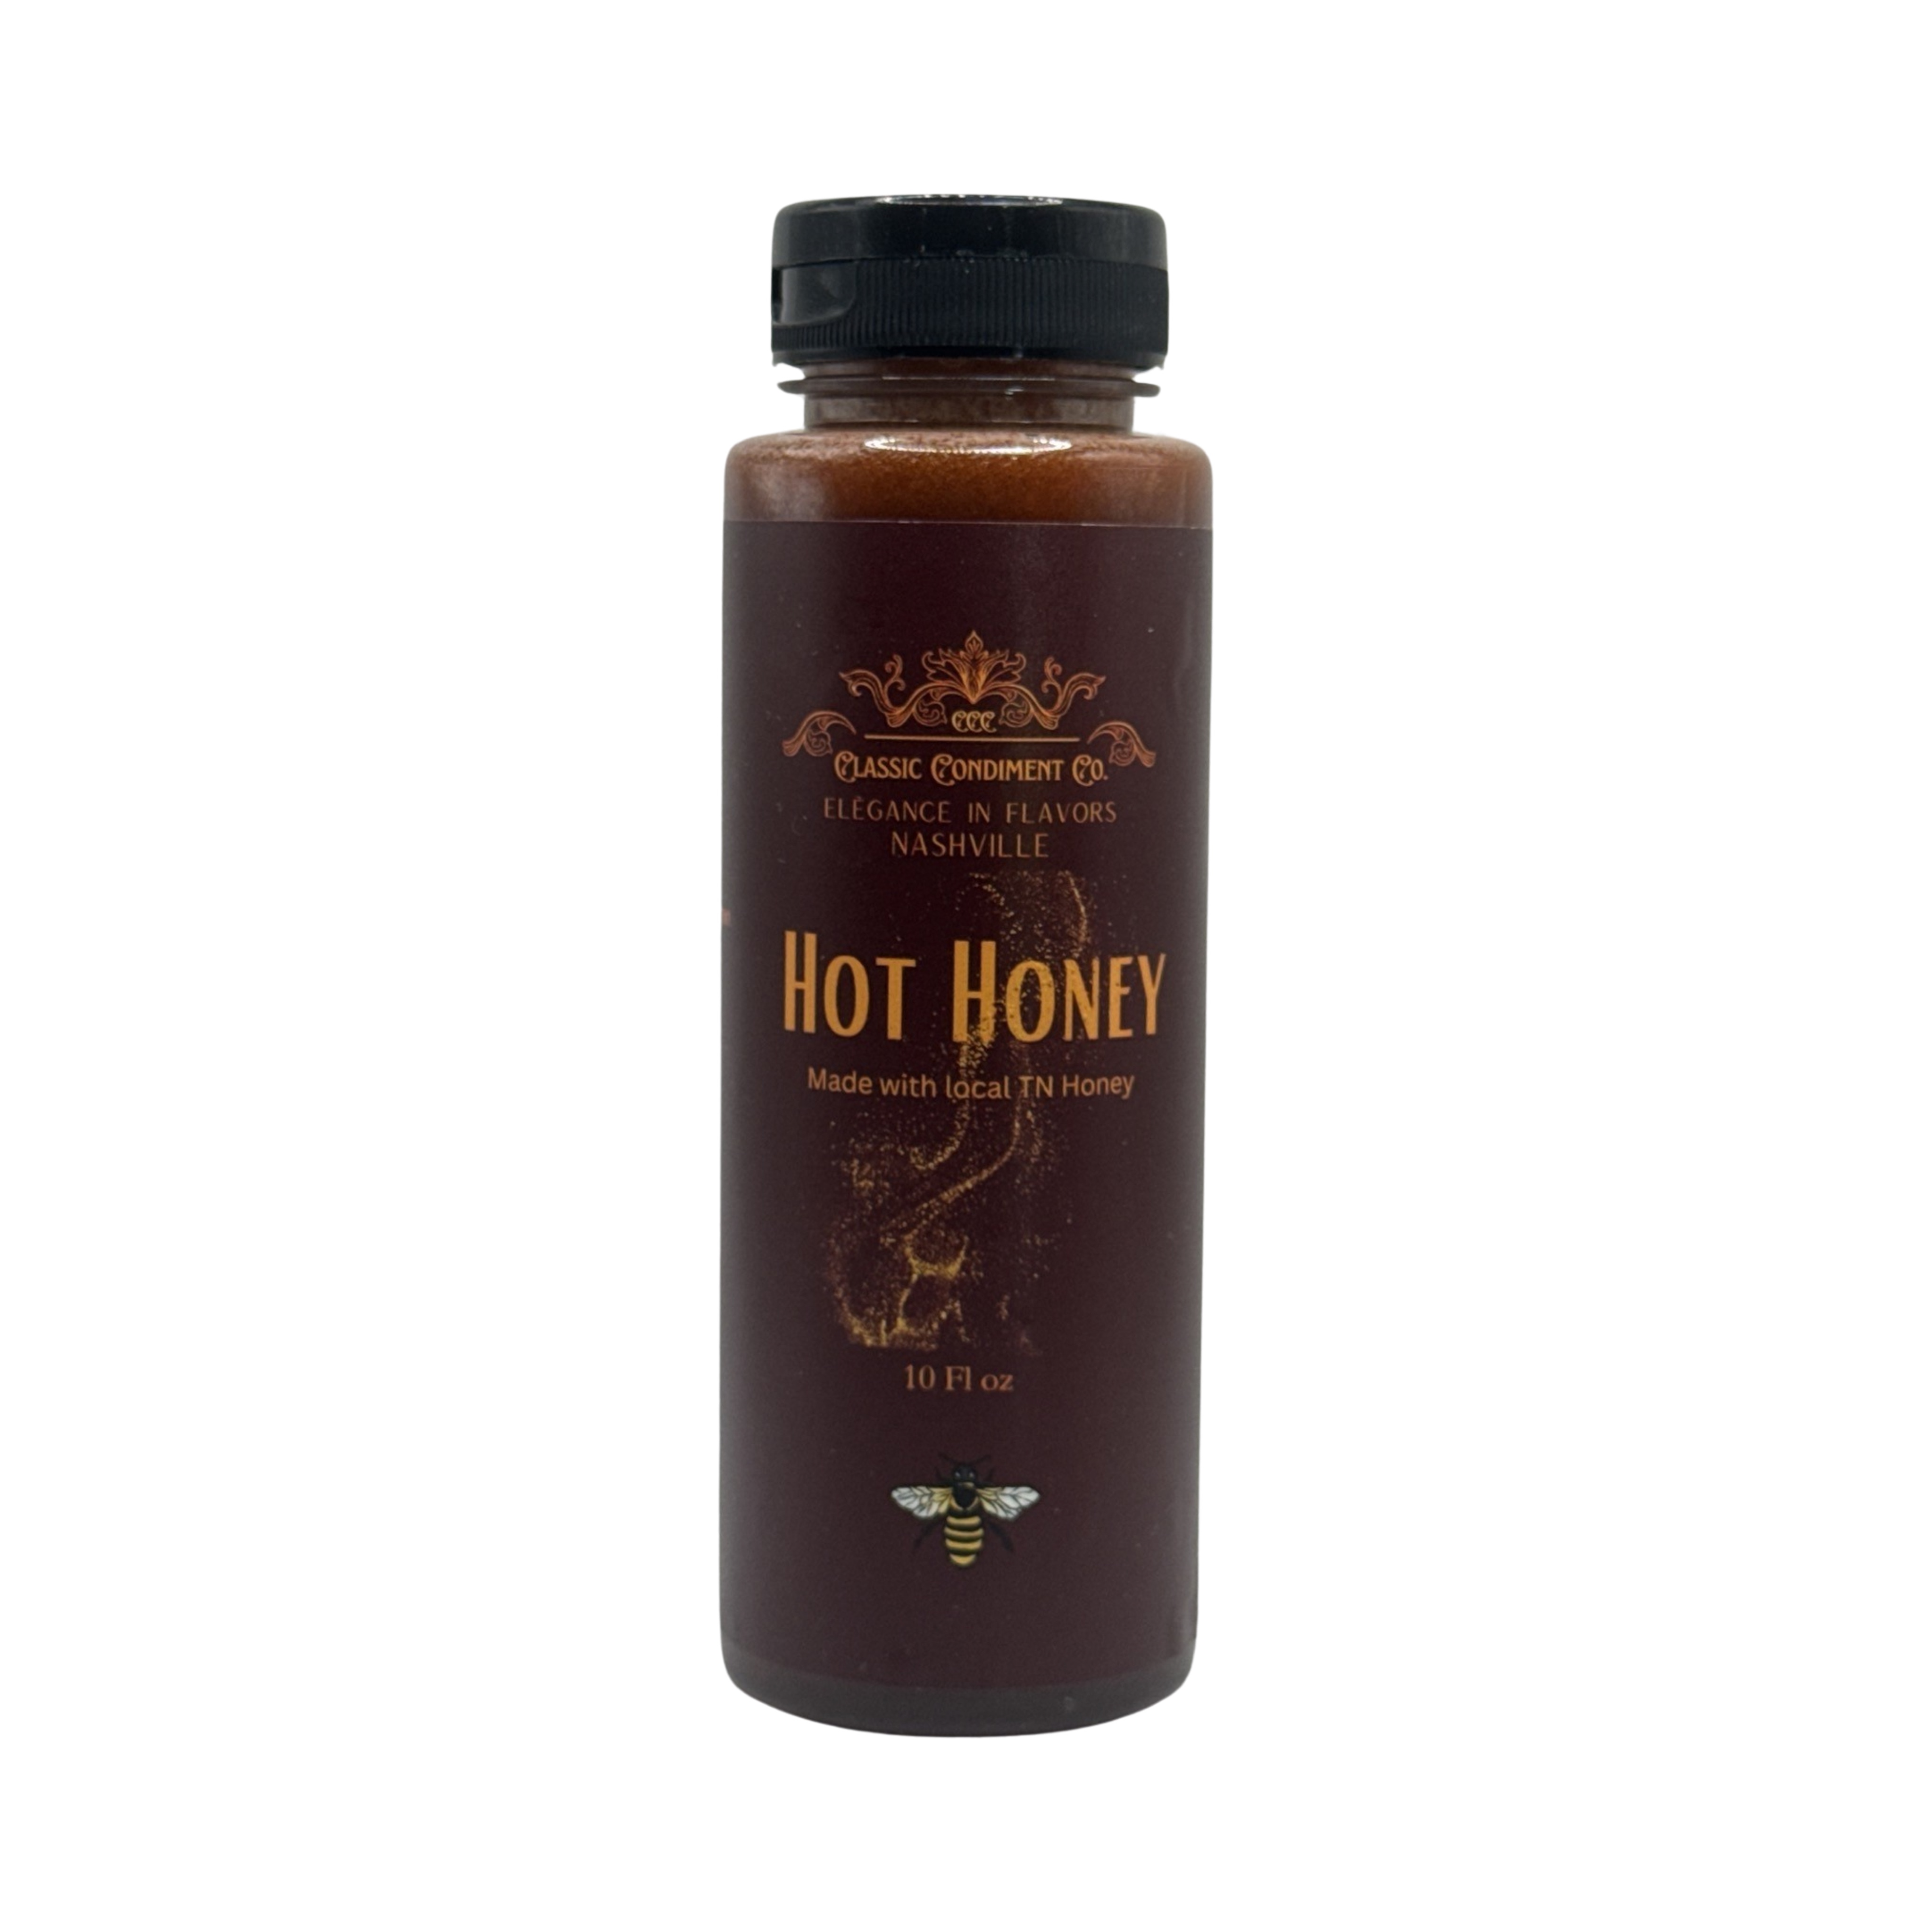 CCC
Classic Condiment Co.
ELEGANCE IN FLAVORS
NASHVILLE
HOT HONEY
Made with local TN Honey
10 Fl oz